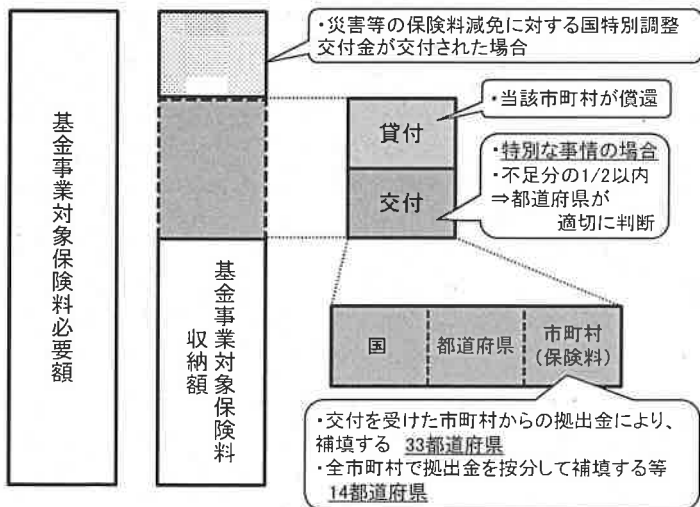 ・災害等の保険料減免に対する国特別調整
交付金が交付された場合
基金事業対象保険料必要額
基金事業対象保険料
収納額
貸付
・当該市町村が償還
交付
・特別な事情の場合
・不足分の1/2以内
⇒都道府県が
適切に判断
国
都道府県
市町村
(保険料)
・交付を受けた市町村からの拠出金により、
補填する 33都道府県
・全市町村で拠出金を按分して補填する等
14都道府県